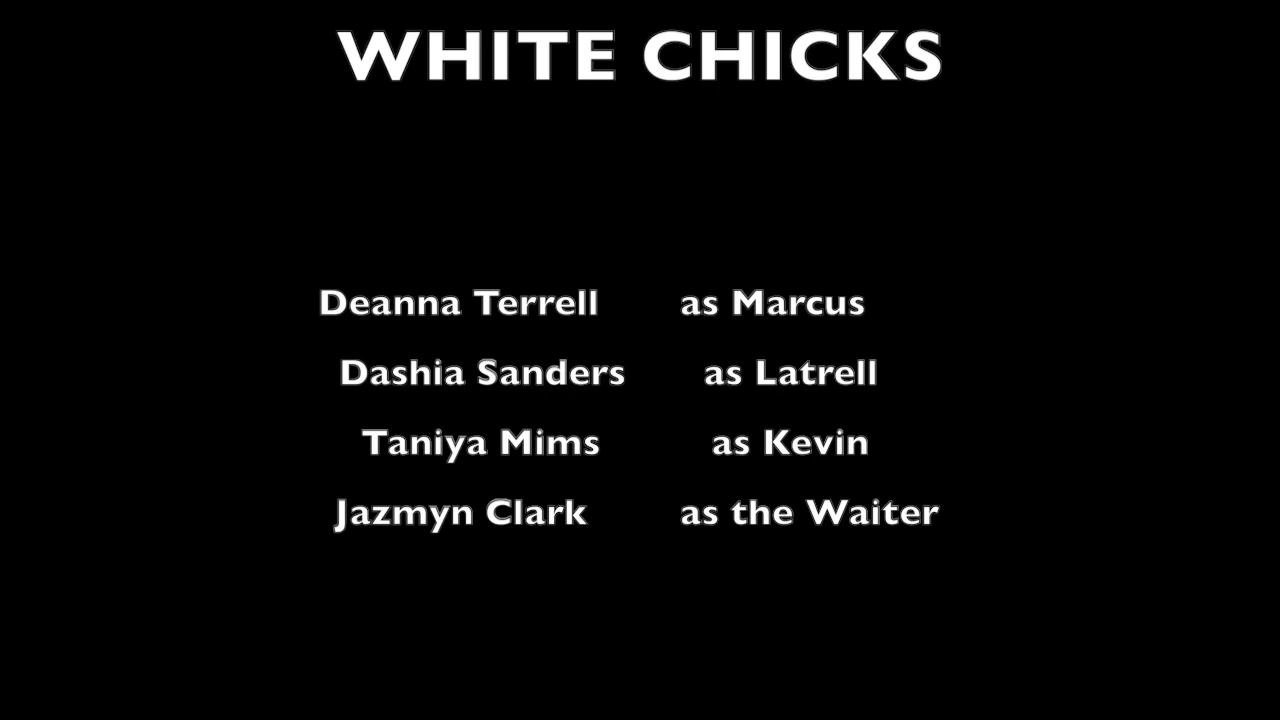 WHITE CHICKS
Deanna Terrell as Marcus
Dashia Sanders as Latrell
Taniya Mims as Kevin
Jazmyn Clark as the Waiter